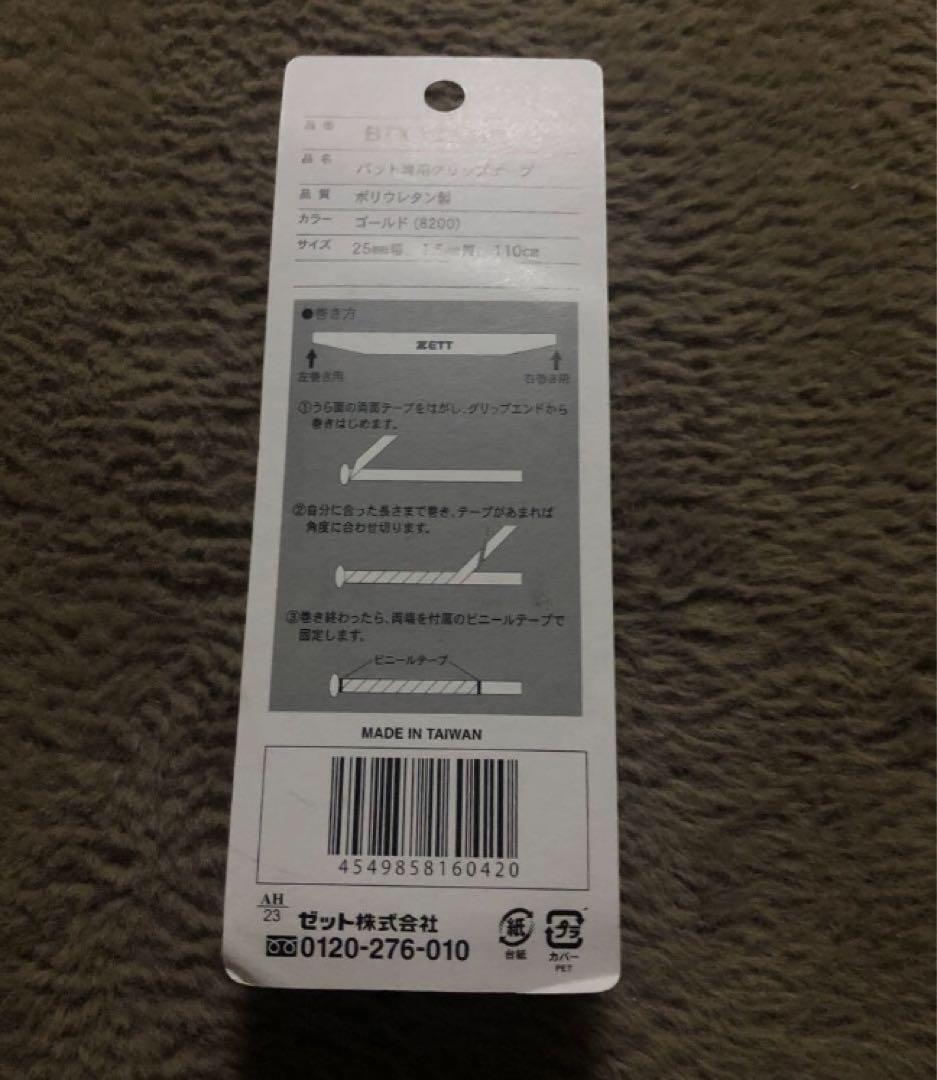 品番 BTX
品名 バット専用グリップテープ
品質 ポリウレタン製
カラー ゴールド (8200)
サイズ 25mm幅、1.5mm厚、110cm
●巻き方
ZETT
左巻き用 右巻き用
①うら面の両面テープをはがし、グリップエンドから
巻きはじめます。
②自分に合った長さまで巻き、テープがあまれば
角度に合わせ切ります。
③巻き終わったら、両端を付属のビニールテープで
固定します。
ビニールテープ
MADE IN TAIWAN
4549858160420
AH
23
ゼット株式会社
0120-276-010
紙
台紙
プラ
カバー
PET